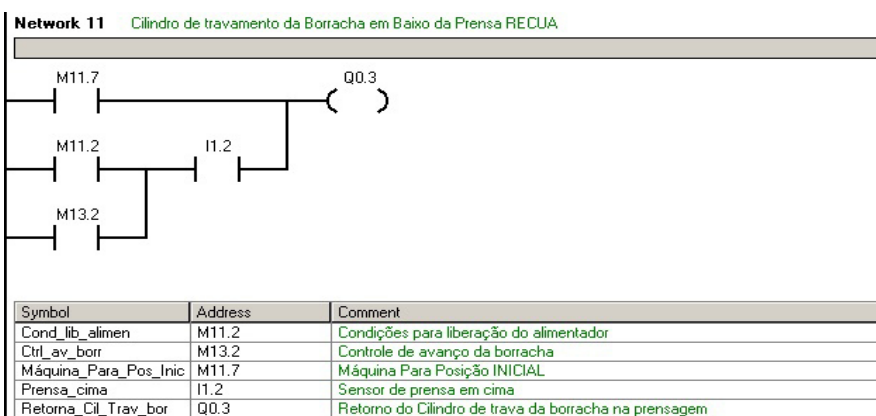 Network 11 Cilindro de travamento da Borracha em Baixo da Prensa RECUA
M11.7 Q0.3
M11.2 I1.2
M13.2
Symbol Address Comment
Cond_lib_alimen M11.2 Condições para liberação do alimentador
Ctrl_av_borr M13.2 Controle de avanço da borracha
Máquina_Para_Pos_Inic M11.7 Máquina Para Posição INICIAL
Prensa_cima I1.2 Sensor de prensa em cima
Retorna_Cil_Trav_bor Q0.3 Retorno do Cilindro de trava da borracha na prensagem